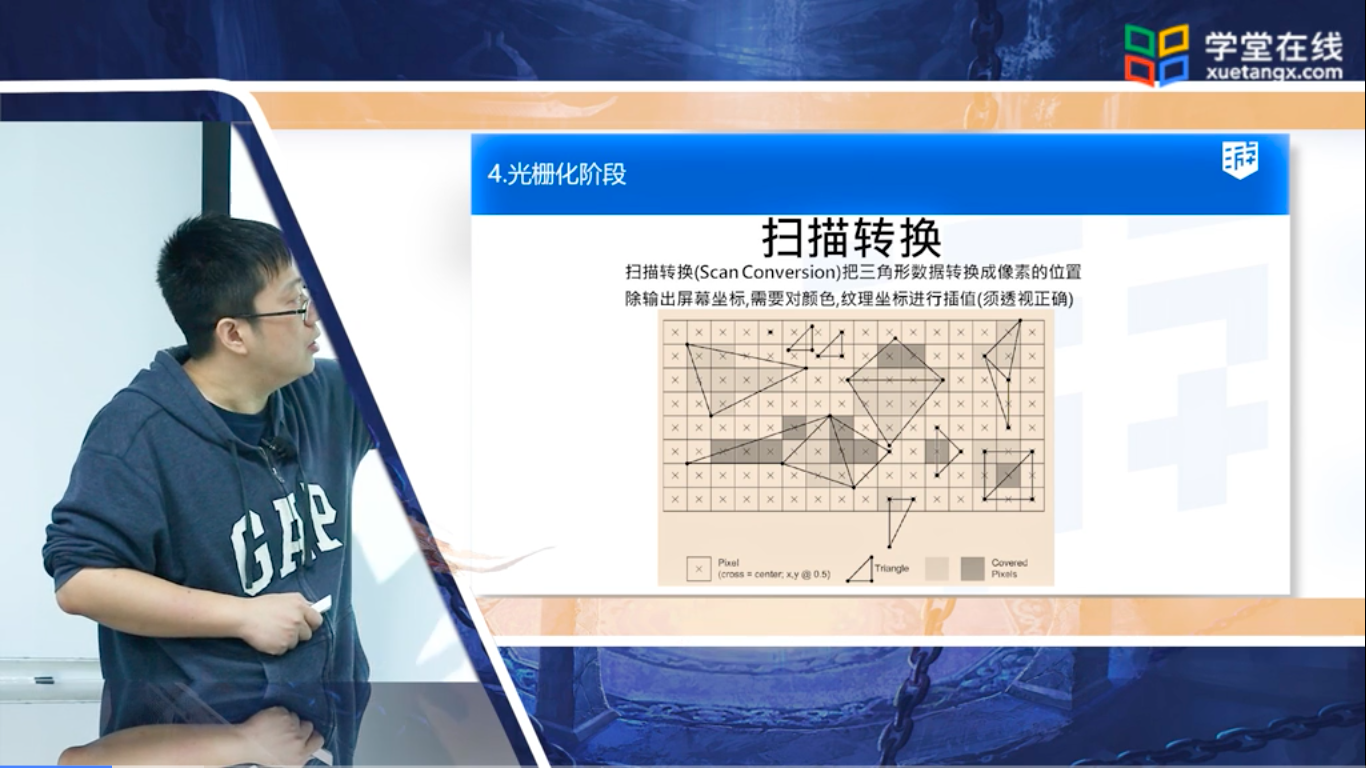 学堂在线
xuetangx.com
4.光栅化阶段
扫描转换
扫描转换(Scan Conversion)把三角形数据转换成像素的位置
除输出屏幕坐标,需要对颜色,纹理坐标进行插值(须透视正确)
Pixel
(cross = center; x,y @ 0.5)
Triangle
Covered
Pixels
GAP